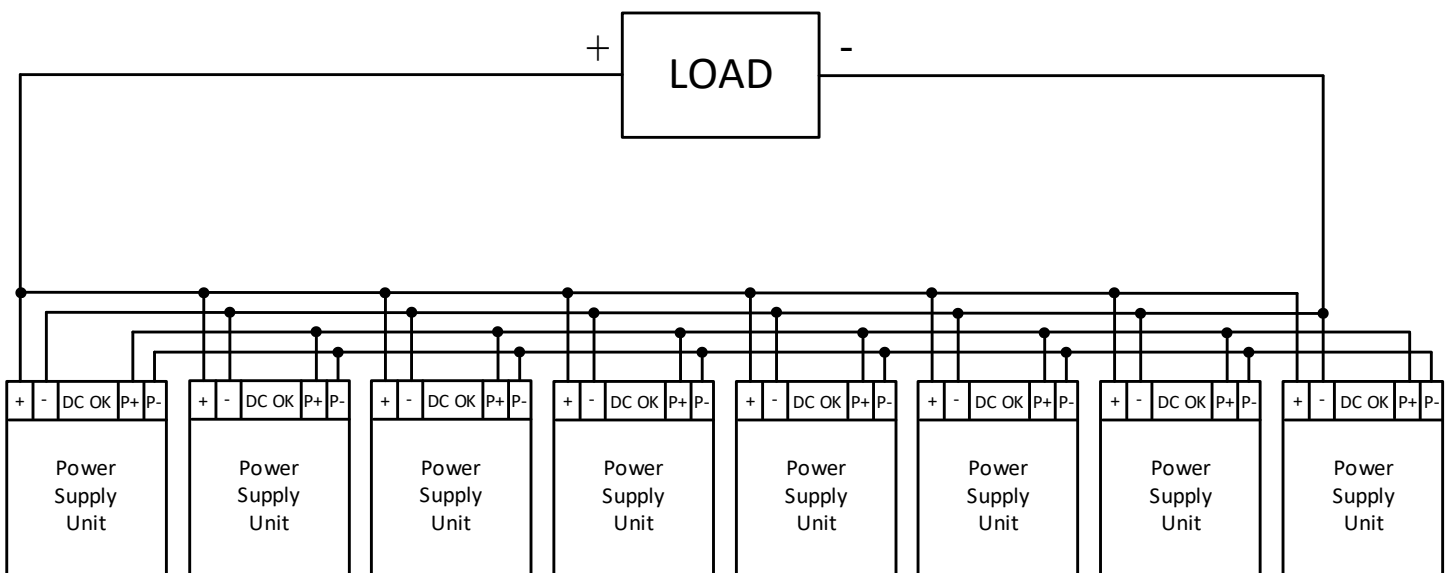 + LOAD -
+ - DC OK P+ P- + - DC OK P+ P- + - DC OK P+ P- + - DC OK P+ P- + - DC OK P+ P- + - DC OK P+ P- + - DC OK P+ P- + - DC OK P+ P-
Power
Supply
Unit
Power
Supply
Unit
Power
Supply
Unit
Power
Supply
Unit
Power
Supply
Unit
Power
Supply
Unit
Power
Supply
Unit
Power
Supply
Unit